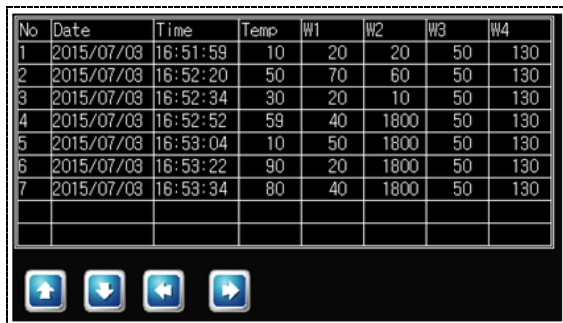 No Date Time Temp W1 W2 W3 W4
1 2015/07/03 16:51:59 10 20 20 50 130
2 2015/07/03 16:52:20 50 70 60 50 130
3 2015/07/03 16:52:34 30 20 10 50 130
4 2015/07/03 16:52:52 59 40 1800 50 130
5 2015/07/03 16:53:04 10 50 1800 50 130
6 2015/07/03 16:53:22 90 20 1800 50 130
7 2015/07/03 16:53:34 80 40 1800 50 130